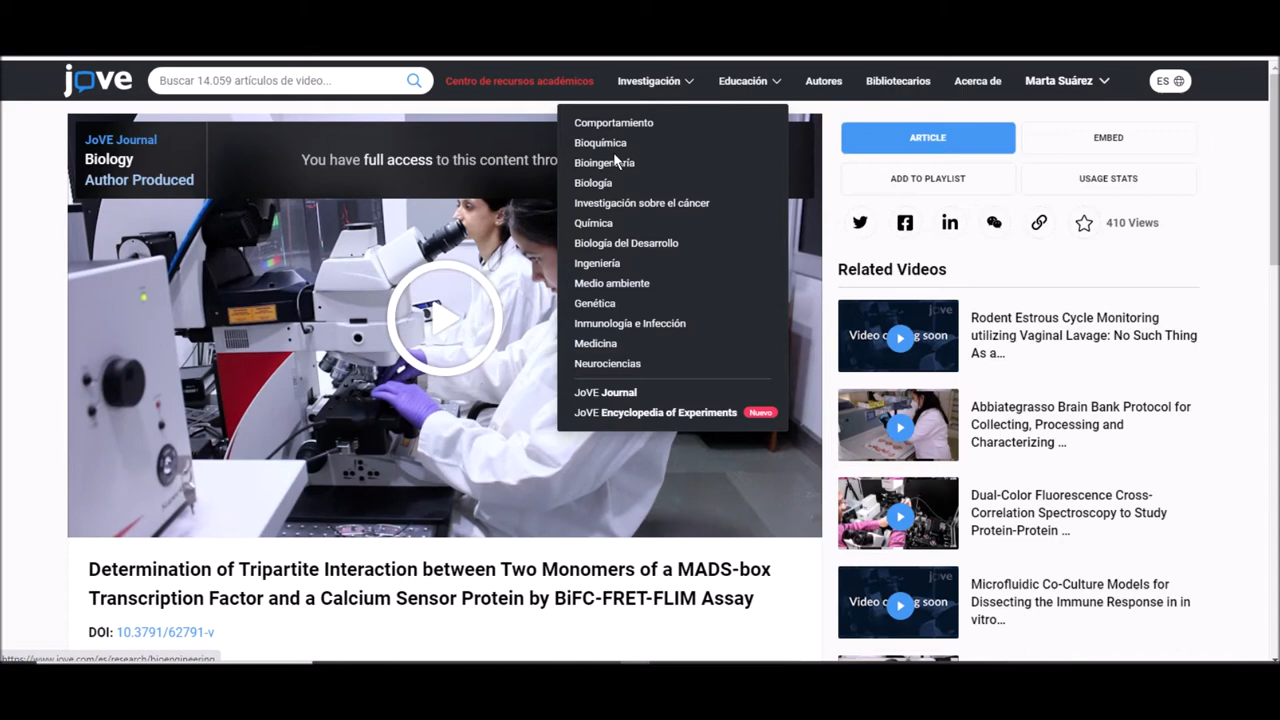 jove
Buscar 14.059 artículos de video...
Centro de recursos académicos
Investigación
Educación
Autores
Bibliotecarios
Acerca de
Marta Suárez
ES
JoVE Journal
Biology
Author Produced
You have full access to this content thro
Comportamiento
Bioquímica
Bioingeniería
Biología
Investigación sobre el cáncer
Química
Biología del Desarrollo
Ingeniería
Medio ambiente
Genética
Inmunología e Infección
Medicina
Neurociencias
JoVE Journal
JoVE Encyclopedia of Experiments Nuevo
ARTICLE
EMBED
ADD TO PLAYLIST
USAGE STATS
410 Views
Related Videos
Video coming soon
Rodent Estrous Cycle Monitoring
utilizing Vaginal Lavage: No Such Thing
As a...
Abbiategrasso Brain Bank Protocol for
Collecting, Processing and
Characterizing ...
Dual-Color Fluorescence Cross-
Correlation Spectroscopy to Study
Protein-Protein ...
jove
Video coming soon
Microfluidic Co-Culture Models for
Dissecting the Immune Response in in
vitro...
Determination of Tripartite Interaction between Two Monomers of a MADS-box
Transcription Factor and a Calcium Sensor Protein by BiFC-FRET-FLIM Assay
DOI: 10.3791/62791-v
https://www.jove.com/es/research/bioengineering